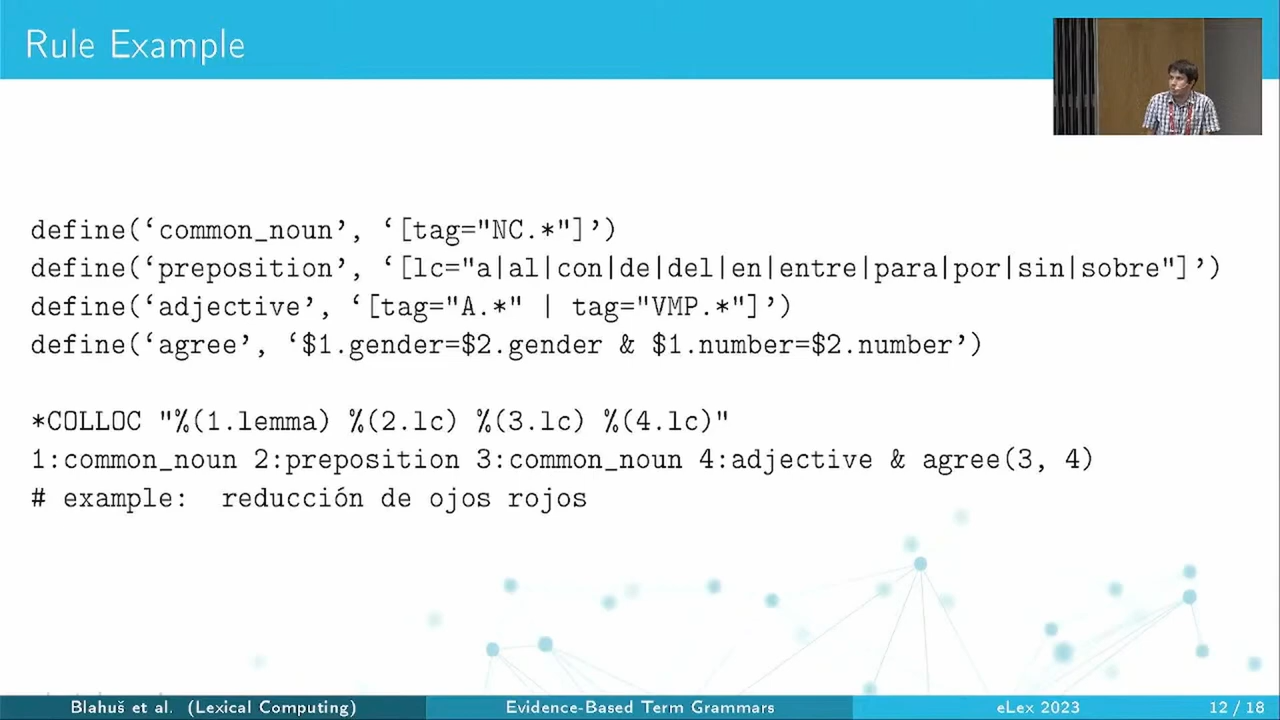 Rule Example
define(‘common_noun’, ‘[tag="NC.*"]’)
define(‘preposition’, ‘[lc="a|al|con|de|del|en|entre|para|por|sin|sobre"]’)
define(‘adjective’, ‘[tag="A.*" | tag="VMP.*"]’)
define(‘agree’, ‘$1.gender=$2.gender & $1.number=$2.number’)
*COLLOC "%(1.lemma) %(2.lc) %(3.lc) %(4.lc)"
1:common_noun 2:preposition 3:common_noun 4:adjective & agree(3, 4)
# example: reducción de ojos rojos
Blahuš et al. (Lexical Computing) Evidence-Based Term Grammars eLex 2023 12 / 18